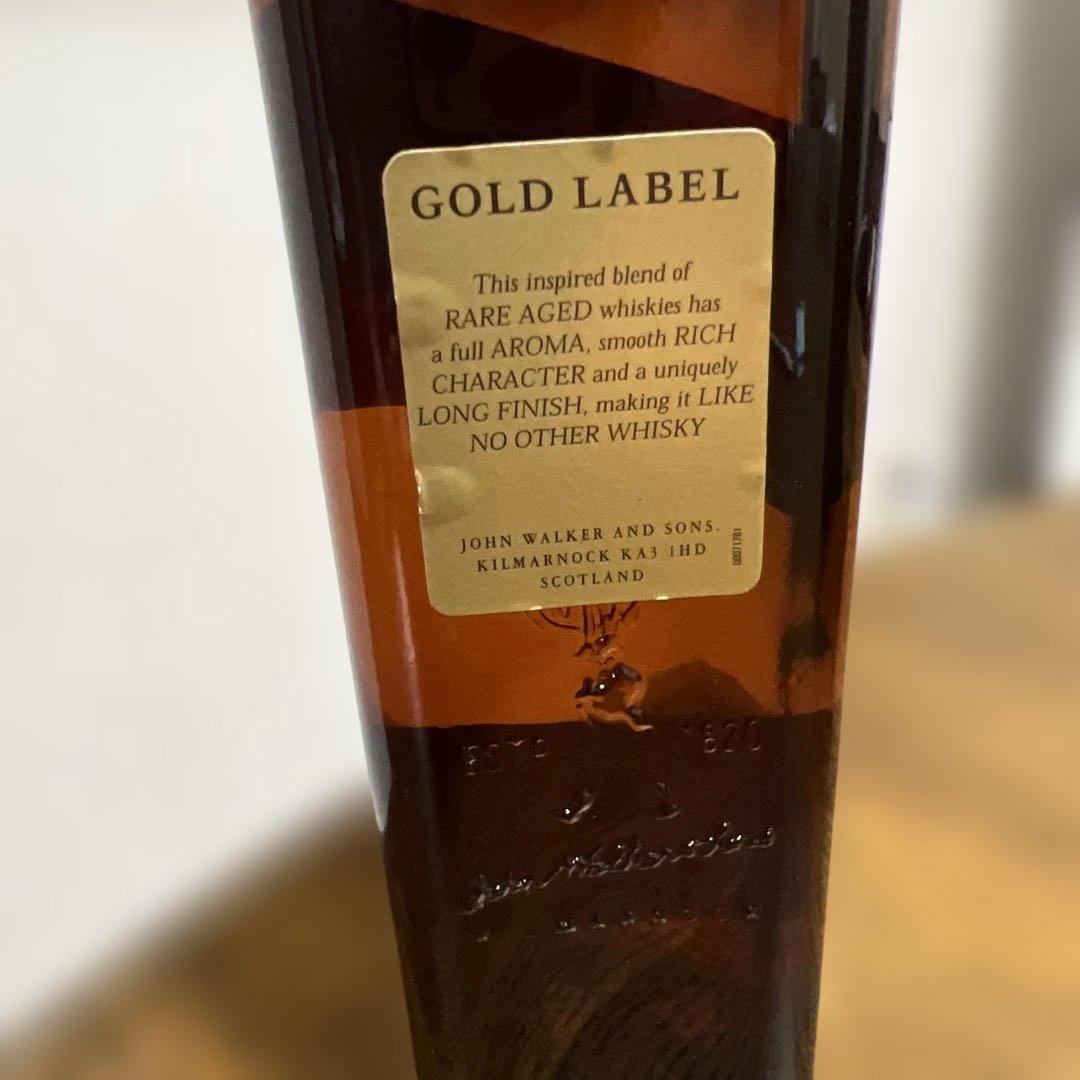 GOLD LABEL
This inspired blend of
RARE AGED whiskies has
a full AROMA, smooth RICH
CHARACTER and a uniquely
LONG FINISH, making it LIKE
NO OTHER WHISKY
JOHN WALKER AND SONS.
KILMARNOCK KA3 1HD
SCOTLAND
ESTD 1820